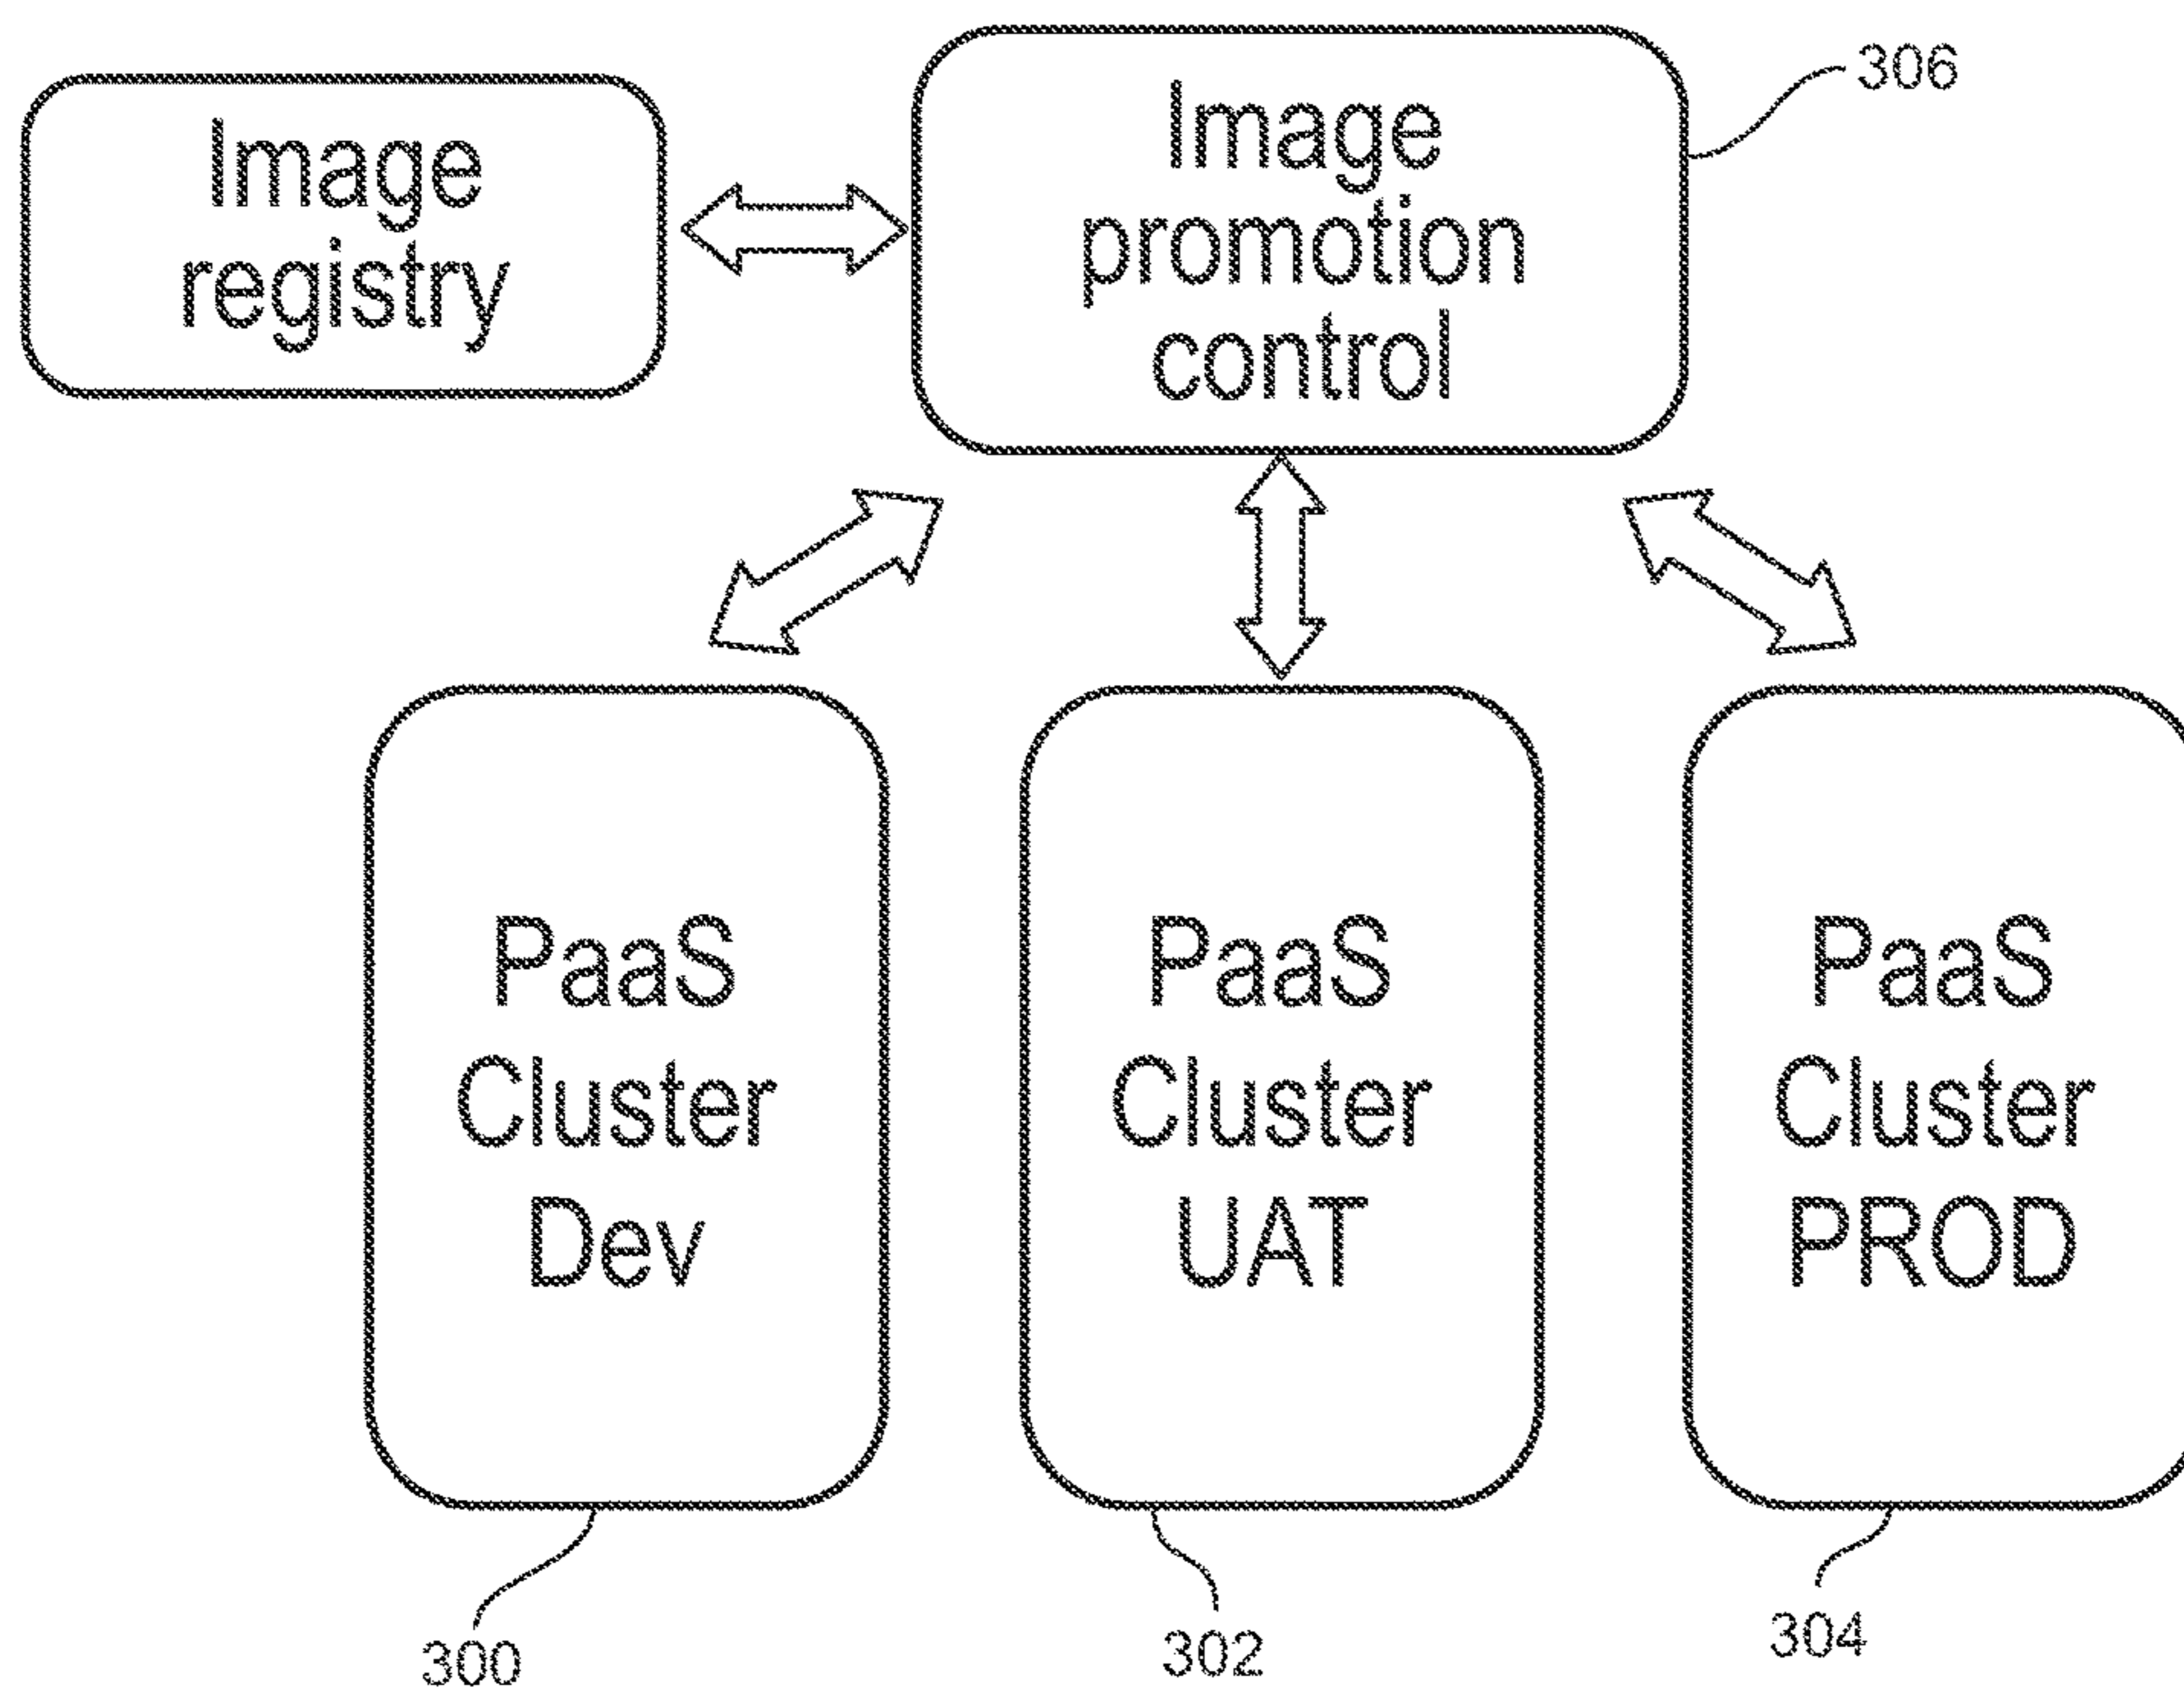 Image
registry
Image
promotion
control
306
PaaS
Cluster
Dev
PaaS
Cluster
UAT
PaaS
Cluster
PROD
300
302
304